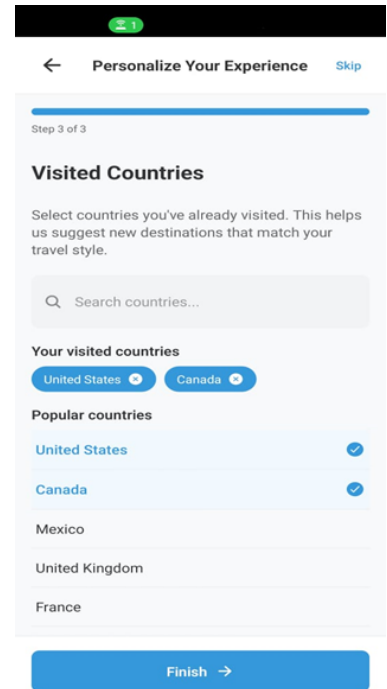 1
Personalize Your Experience
Skip
Step 3 of 3
Visited Countries
Select countries you've already visited. This helps
us suggest new destinations that match your
travel style.
Search countries...
Your visited countries
United States
Canada
Popular countries
United States
Canada
Mexico
United Kingdom
France
Finish